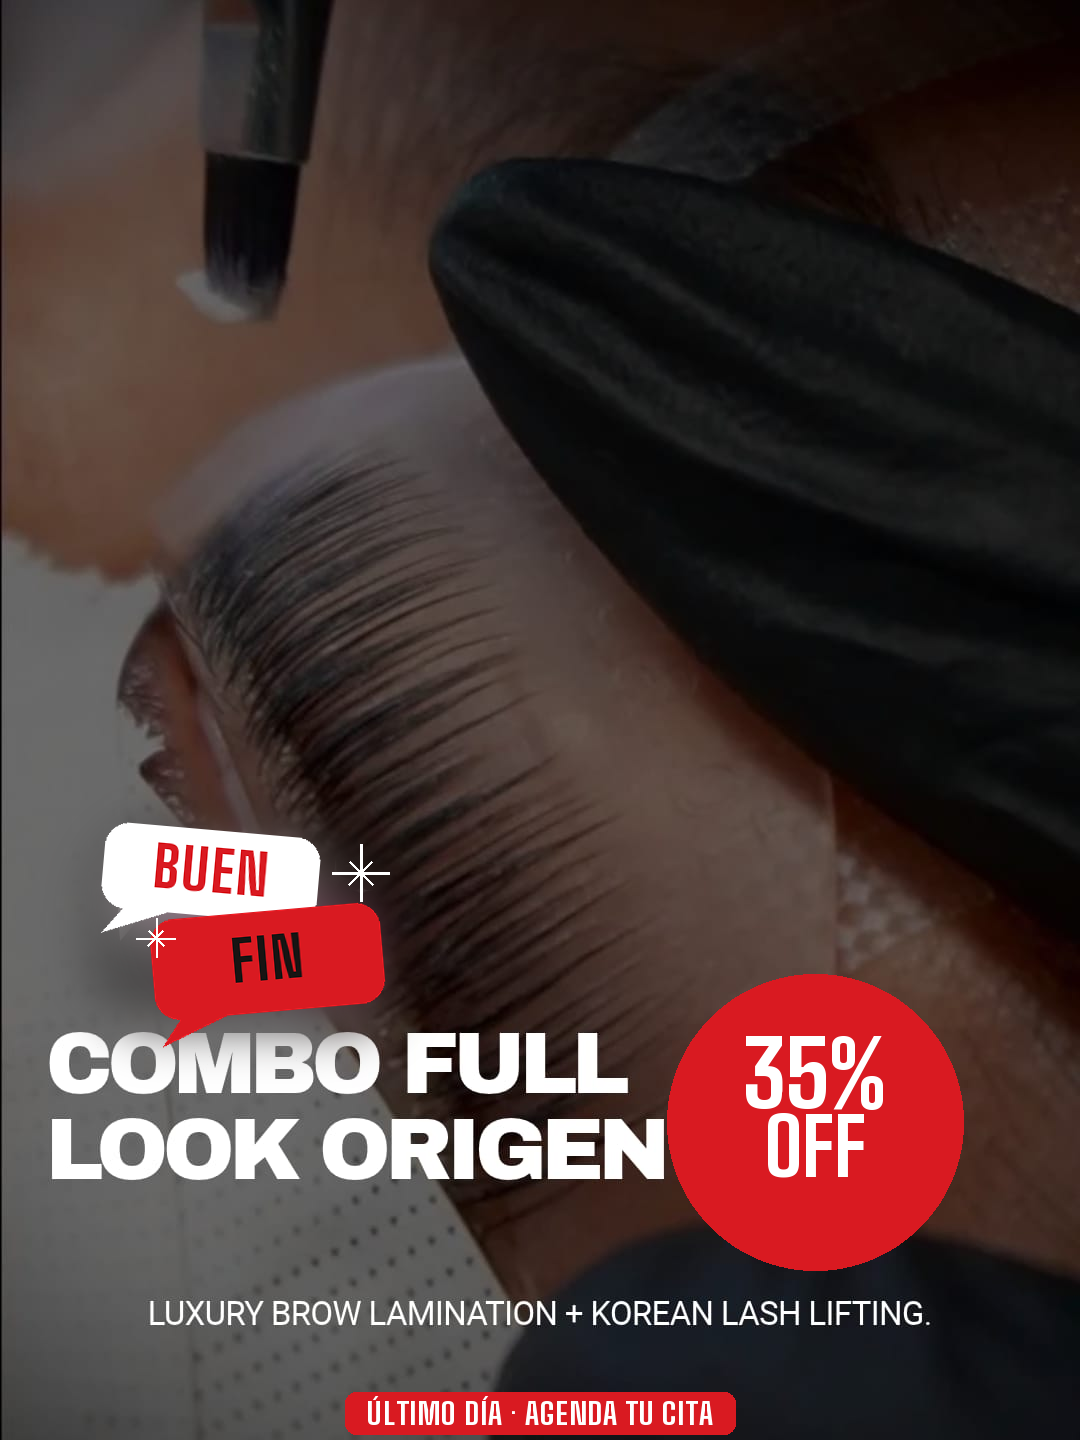 BUEN
FIN
COMBO FULL
LOOK ORIGEN
35%
OFF
LUXURY BROW LAMINATION + KOREAN LASH LIFTING.
ÚLTIMO DÍA · AGENDA TU CITA